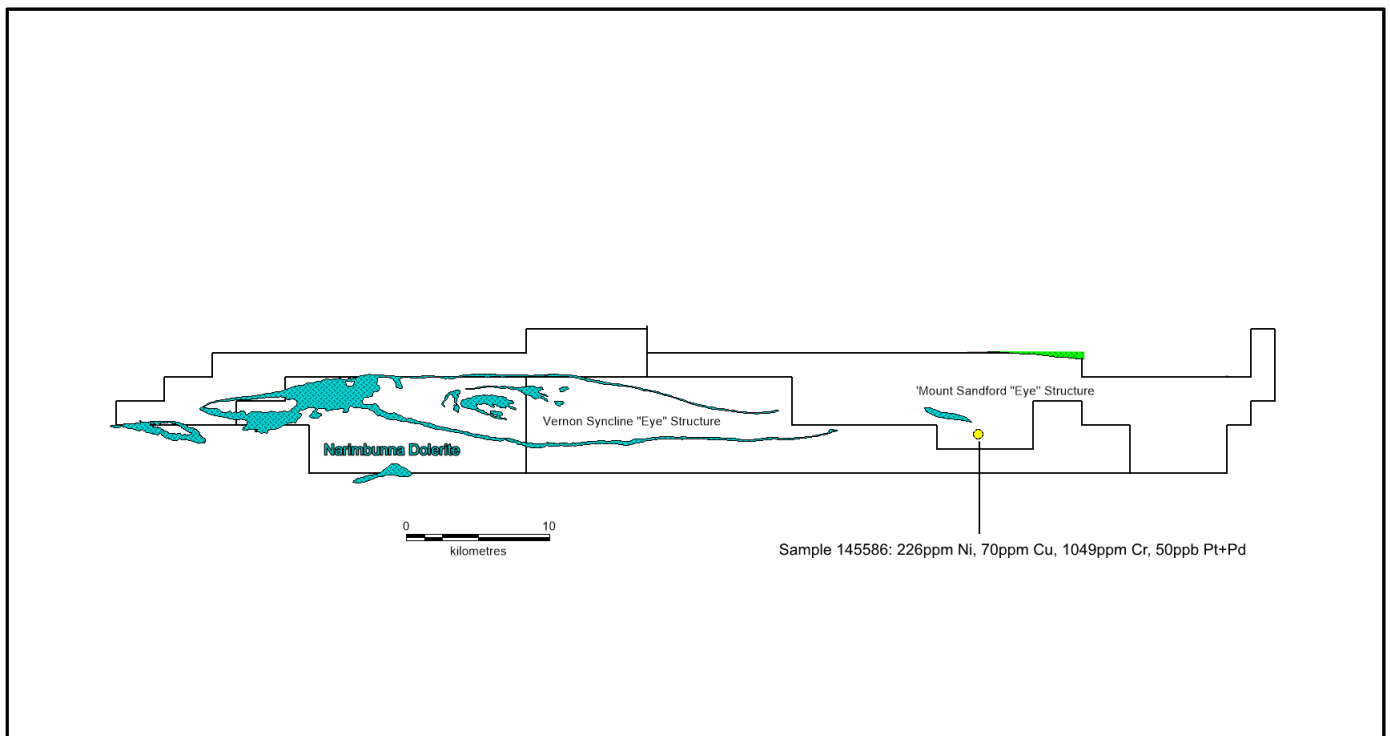 'Mount Sandford "Eye" Structure
Vernon Syncline "Eye" Structure
Narimbunna Dolerite
0 10
kilometres
Sample 145586: 226ppm Ni, 70ppm Cu, 1049ppm Cr, 50ppb Pt+Pd